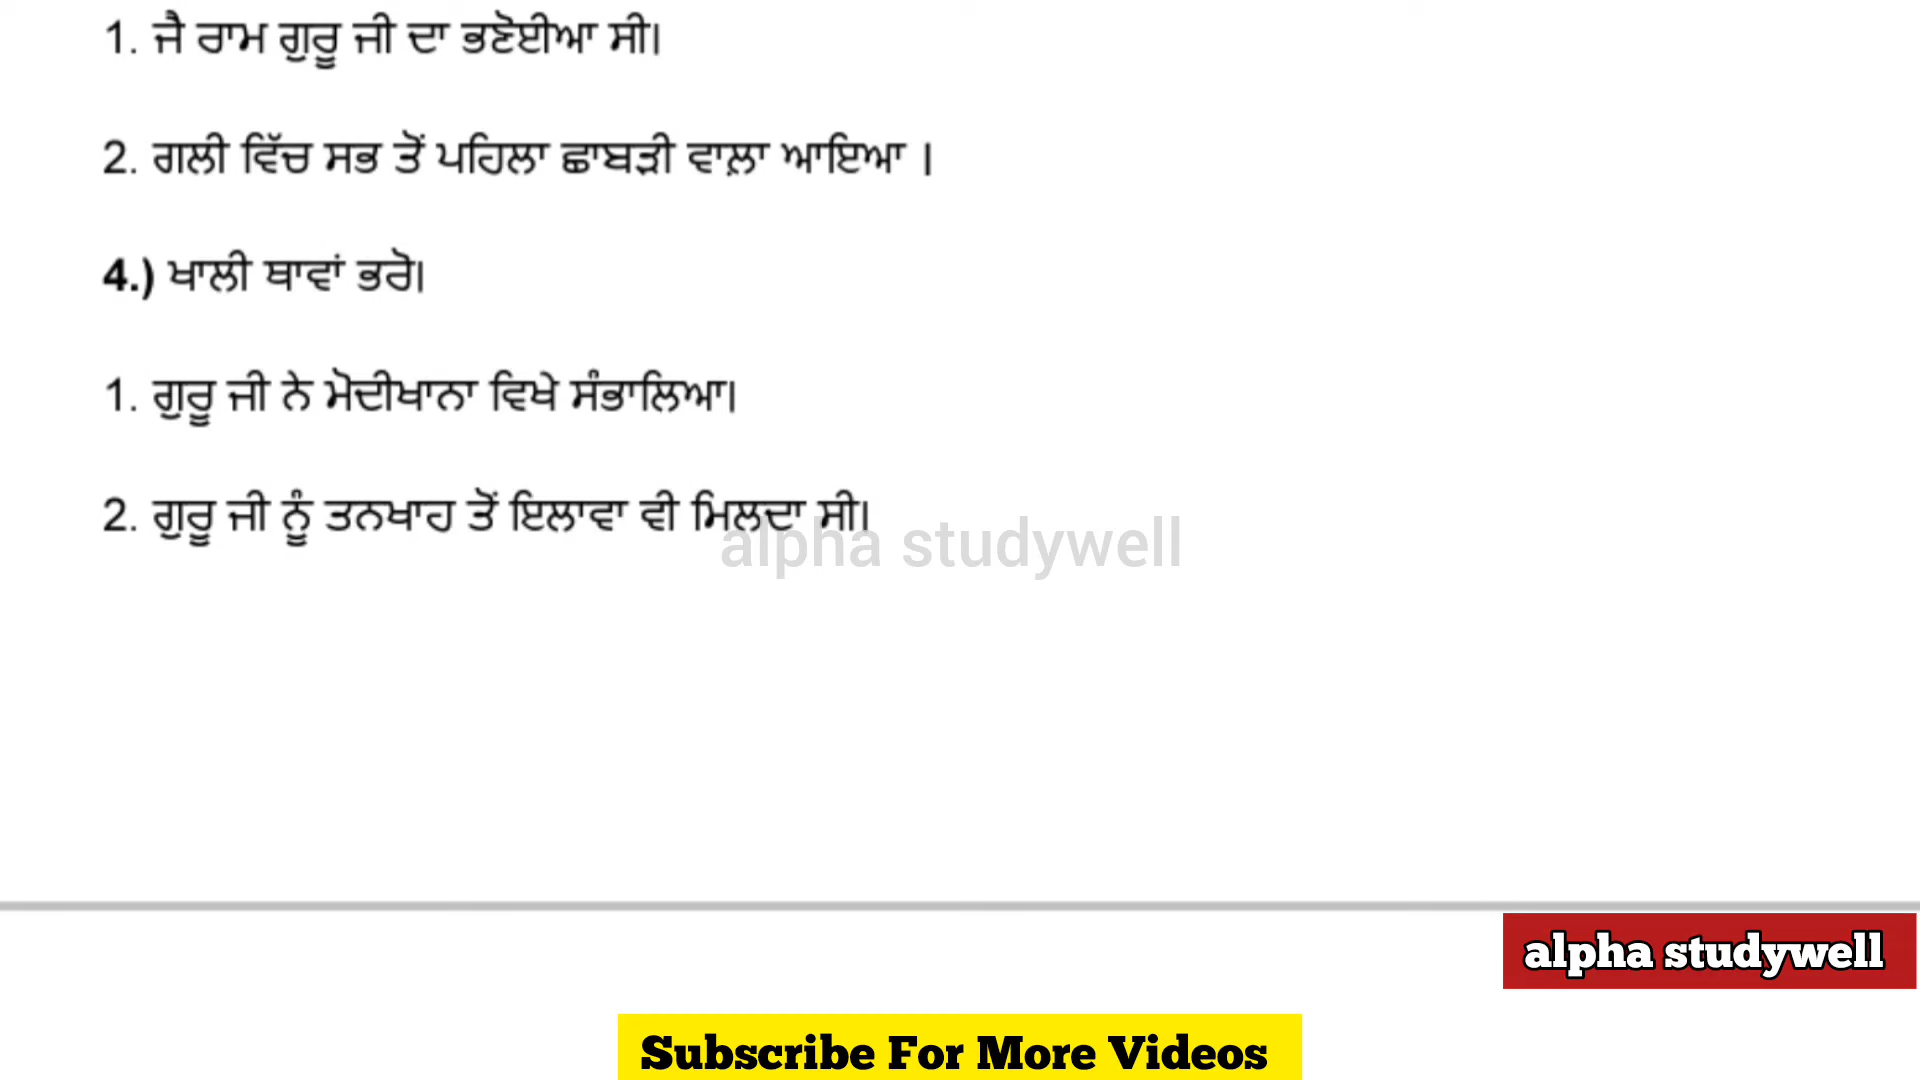 1. ਜੈ ਰਾਮ ਗੁਰੂ ਜੀ ਦਾ ਭਣੋਈਆ ਸੀ।
2. ਗਲੀ ਵਿੱਚ ਸਭ ਤੋਂ ਪਹਿਲਾ ਛਾਬੜੀ ਵਾਲ਼ਾ ਆਇਆ ।
4.) ਖਾਲੀ ਥਾਵਾਂ ਭਰੋ।
1. ਗੁਰੂ ਜੀ ਨੇ ਮੋਦੀਖਾਨਾ ਵਿਖੇ ਸੰਭਾਲਿਆ।
2. ਗੁਰੂ ਜੀ ਨੂੰ ਤਨਖਾਹ ਤੋਂ ਇਲਾਵਾ ਵੀ ਮਿਲਦਾ ਸੀ।
alpha studywell
alpha studywell
Subscribe For More Videos